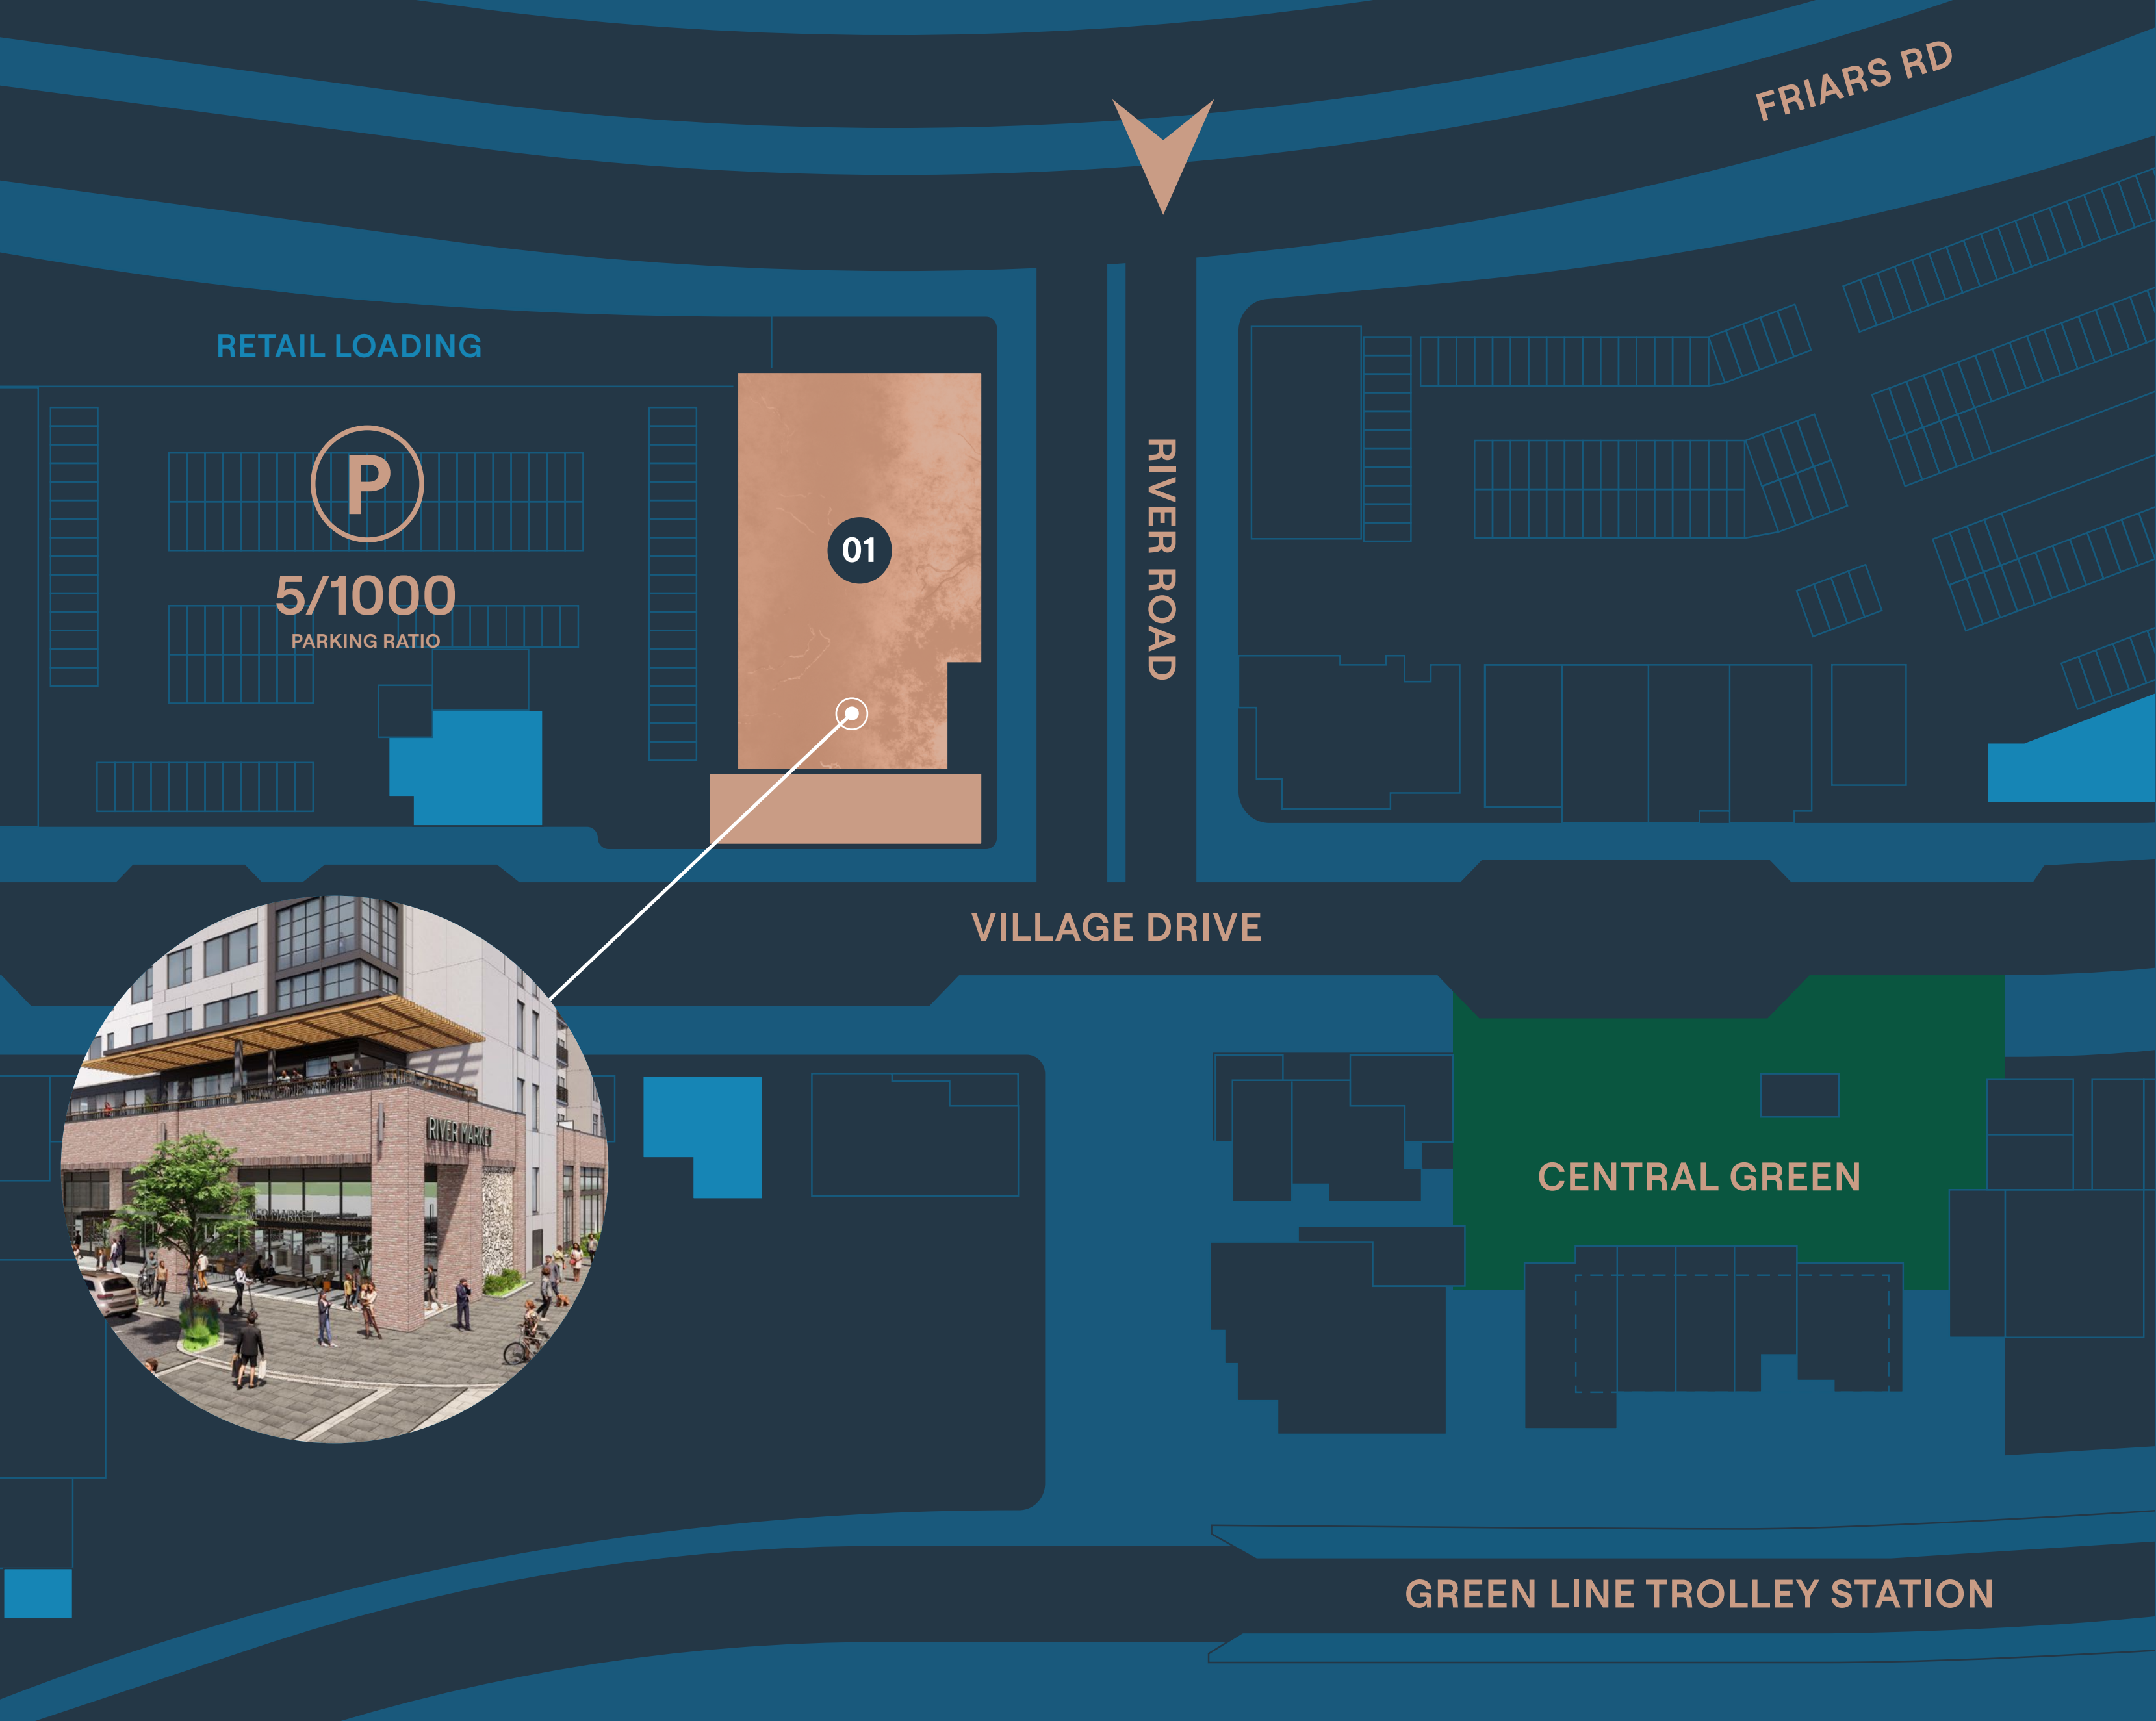 FRIARS RD
RETAIL LOADING
P
5/1000
PARKING RATIO
01
RIVER ROAD
VILLAGE DRIVE
RIVER MARKET
CENTRAL GREEN
GREEN LINE TROLLEY STATION